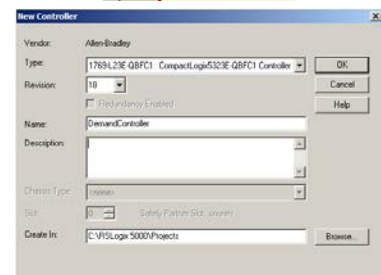 New Controller
Vendor: Allen-Bradley
Type: 1769-L23E-QBFC1 CompactLogix5323E-QBFC1 Controller
OK
Revision: 18
Cancel
Redundancy Enabled
Help
Name: DemandController
Description:
Chassis Type: <none>
Slot: 0 Safety Partner Slot: <none>
Create In: C:\RSLogix 5000\Projects
Browse...